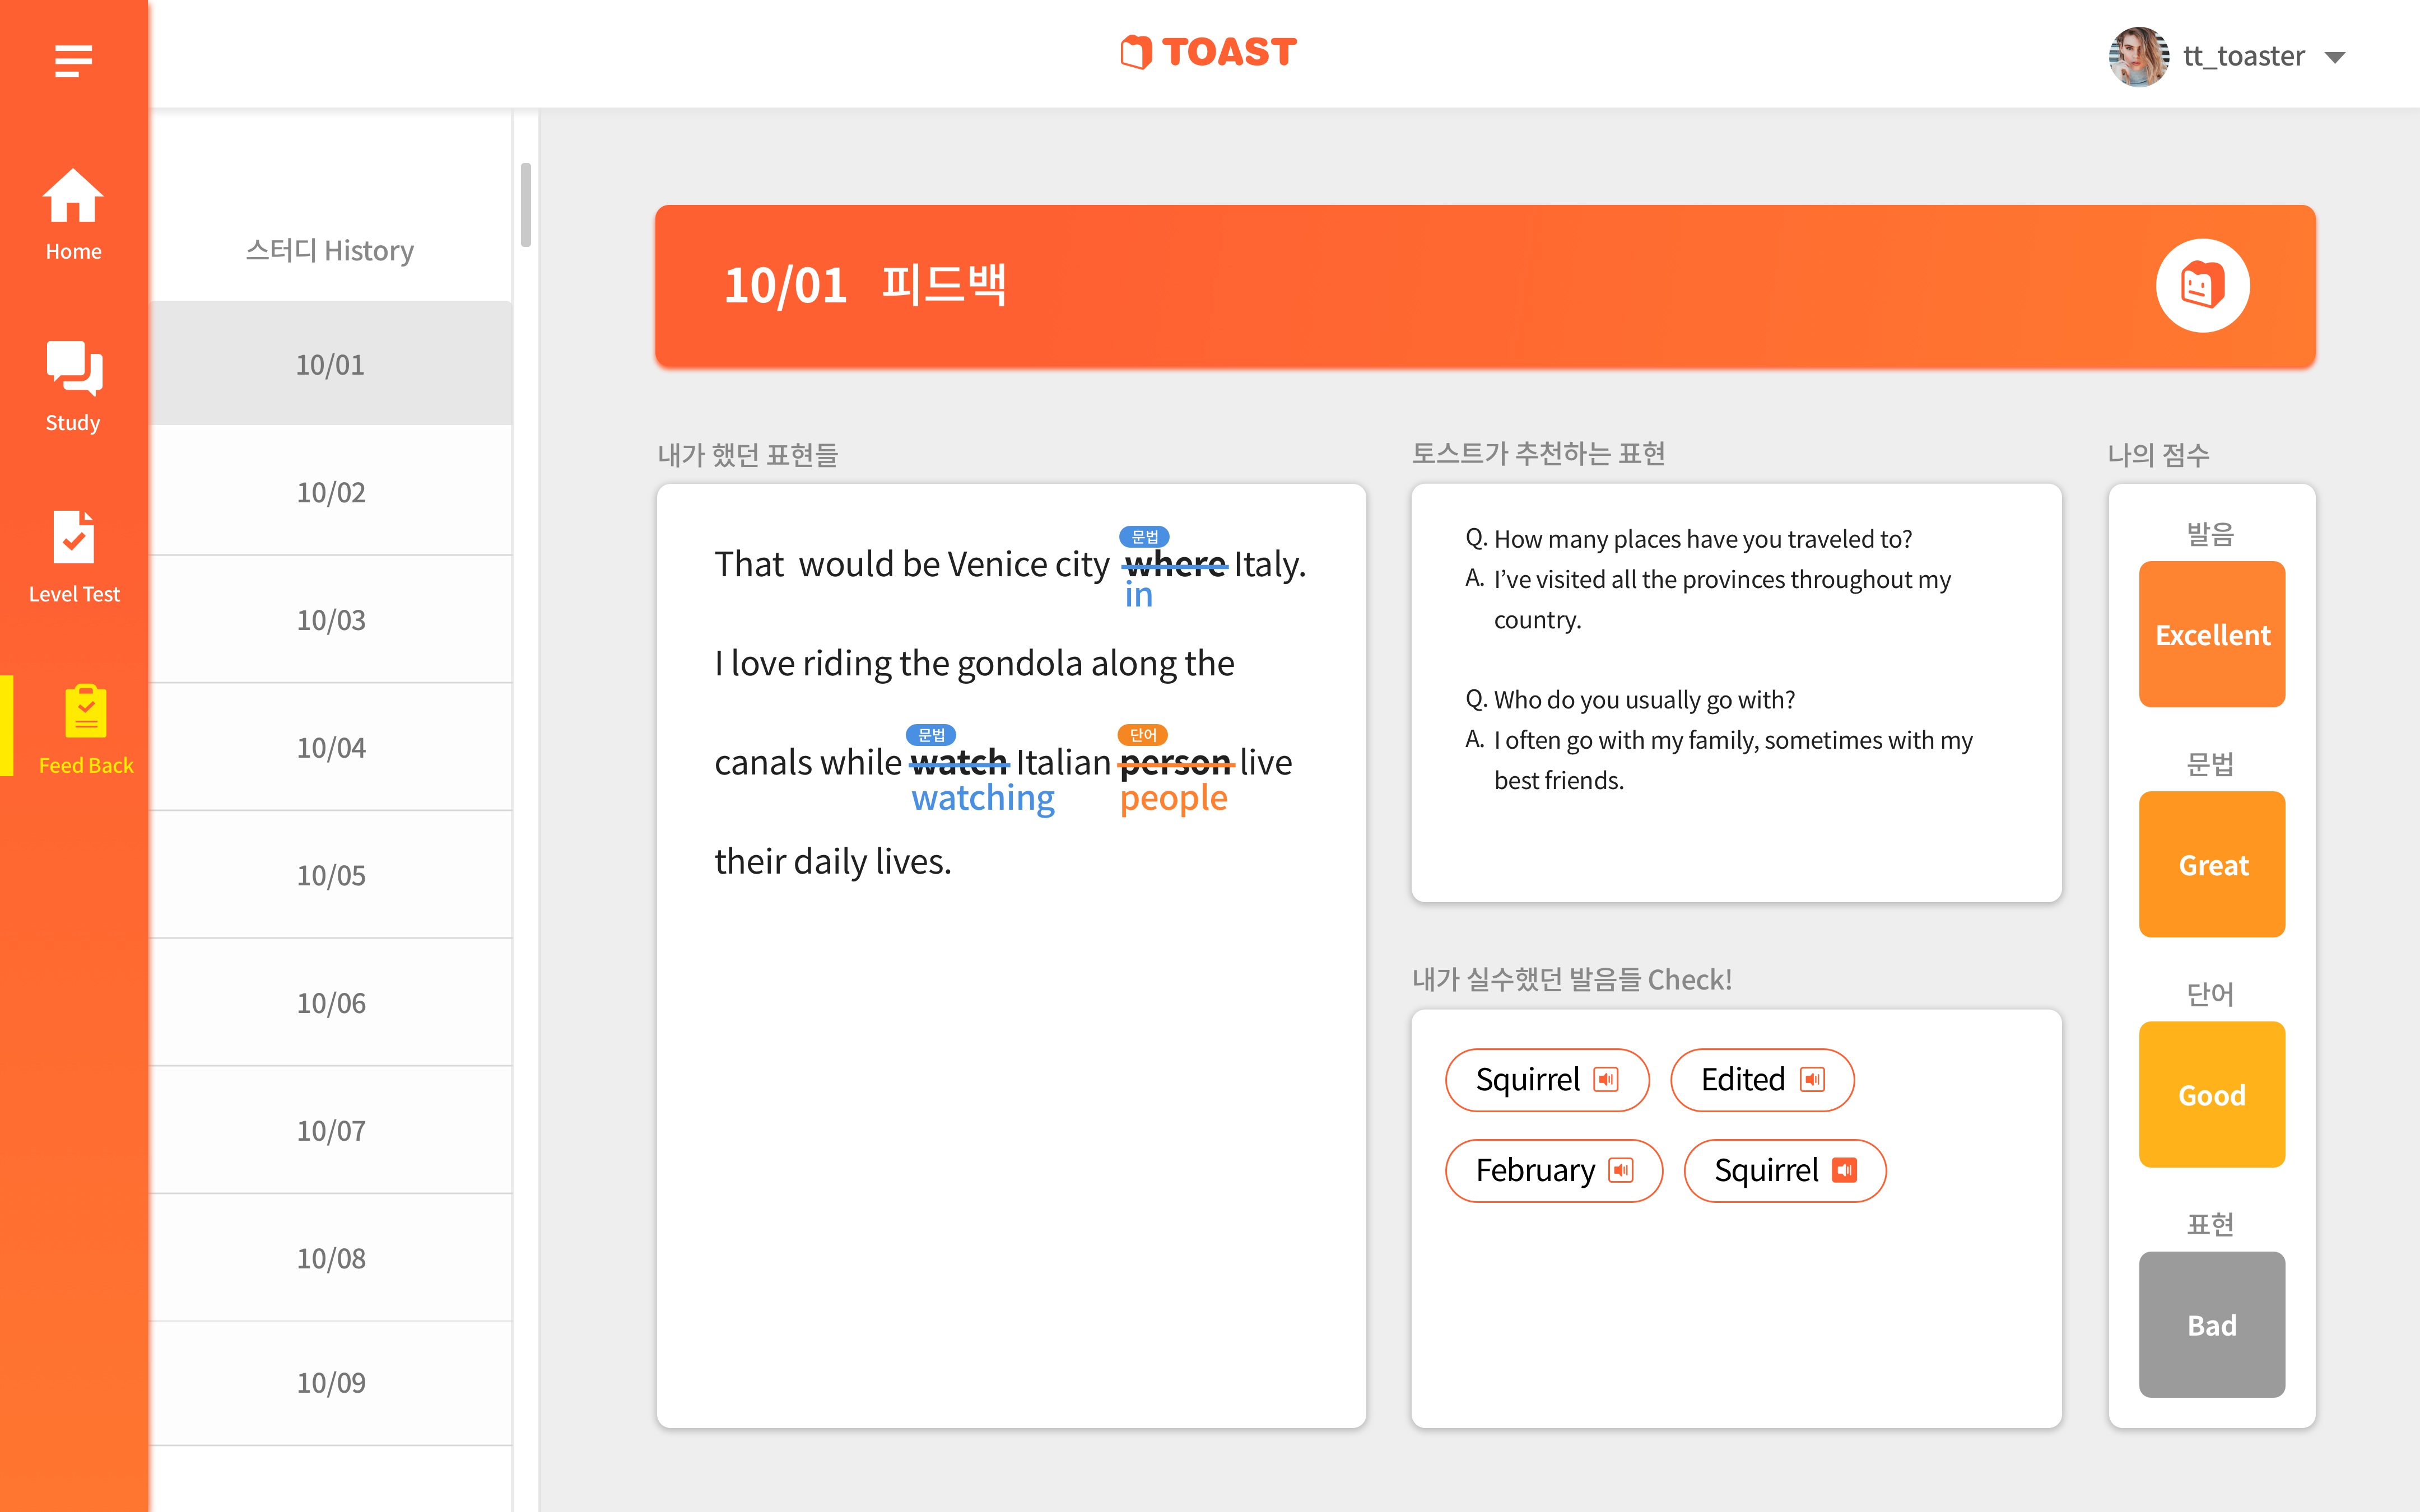 TOAST
tt_toaster
Home
Study
Level Test
Feed Back
스터디 History
10/01
10/02
10/03
10/04
10/05
10/06
10/07
10/08
10/09
10/01 피드백
내가 했던 표현들
문법
That would be Venice city where Italy.
in
I love riding the gondola along the
문법 단어
canals while watch Italian person live
watching people
their daily lives.
토스트가 추천하는 표현
Q. How many places have you traveled to?
A. I’ve visited all the provinces throughout my
country.
Q. Who do you usually go with?
A. I often go with my family, sometimes with my
best friends.
내가 실수했던 발음들 Check!
Squirrel Edited
February Squirrel
나의 점수
발음
Excellent
문법
Great
단어
Good
표현
Bad